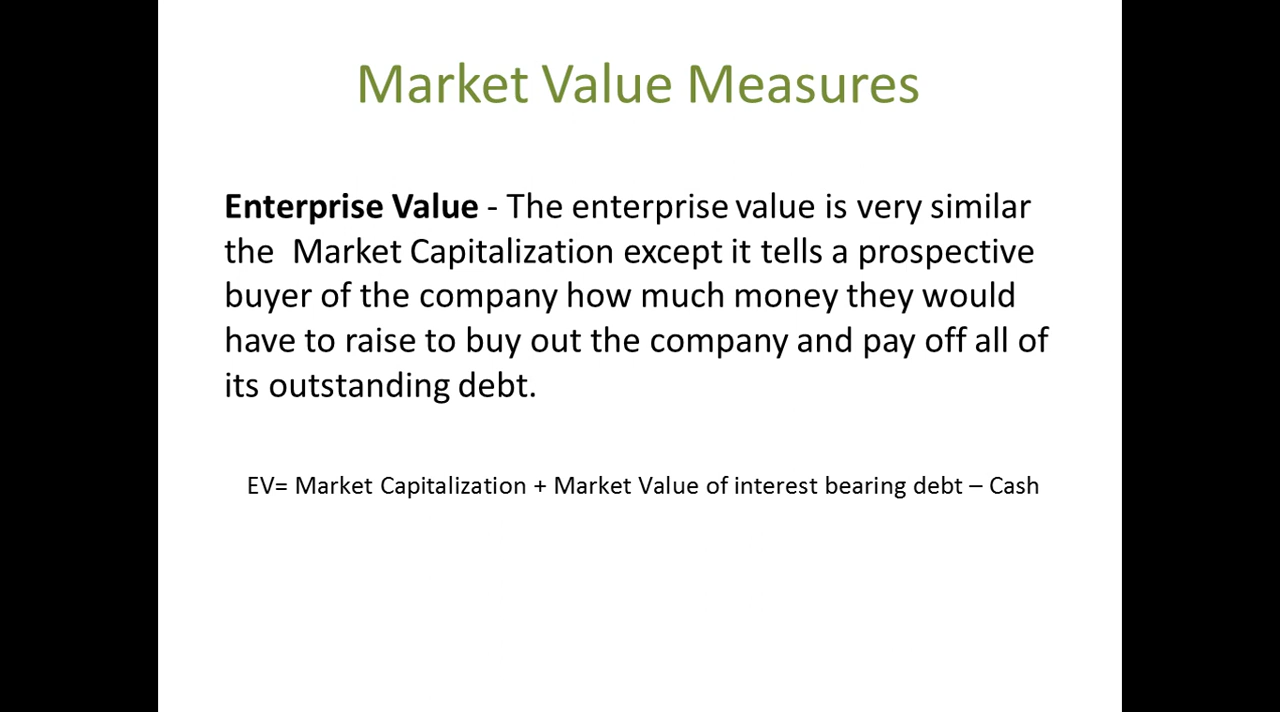 Market Value Measures
Enterprise Value - The enterprise value is very similar
the  Market Capitalization except it tells a prospective
buyer of the company how much money they would
have to raise to buy out the company and pay off all of
its outstanding debt.
EV= Market Capitalization + Market Value of interest bearing debt – Cash